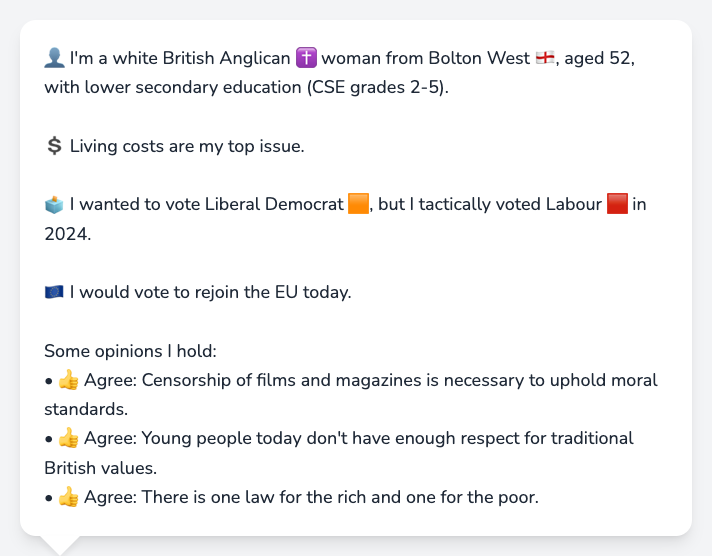 👤 I'm a white British Anglican ✝️ woman from Bolton West 🏴󠁧󠁢󠁥󠁮󠁧󠁿, aged 52,
with lower secondary education (CSE grades 2-5).
💲 Living costs are my top issue.
🗳️ I wanted to vote Liberal Democrat 🟧, but I tactically voted Labour 🟥 in
2024.
🇪🇺 I would vote to rejoin the EU today.
Some opinions I hold:
• 👍 Agree: Censorship of films and magazines is necessary to uphold moral
standards.
• 👍 Agree: Young people today don't have enough respect for traditional
British values.
• 👍 Agree: There is one law for the rich and one for the poor.